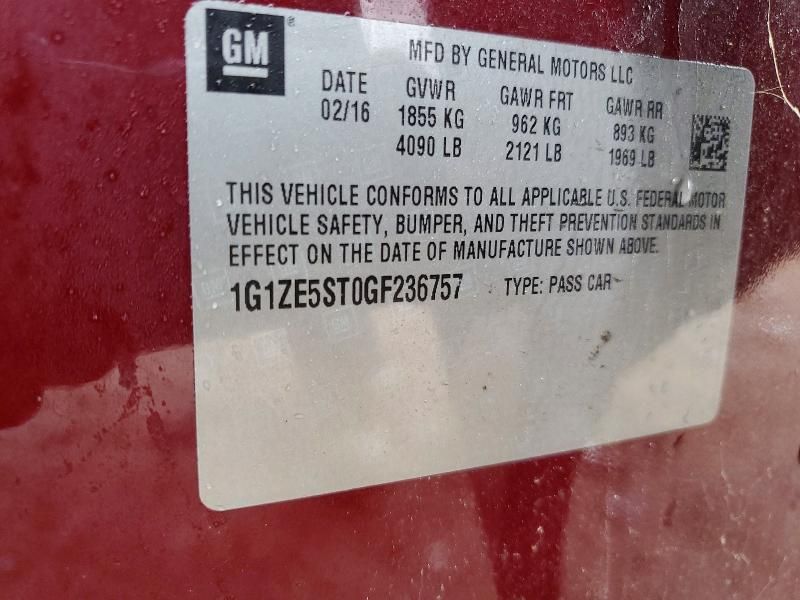 GM ®
MFD BY GENERAL MOTORS LLC
DATE GVWR GAWR FRT GAWR RR
02/16 1855 KG 962 KG 893 KG
4090 LB 2121 LB 1969 LB
THIS VEHICLE CONFORMS TO ALL APPLICABLE U.S. FEDERAL MOTOR
VEHICLE SAFETY, BUMPER, AND THEFT PREVENTION STANDARDS IN
EFFECT ON THE DATE OF MANUFACTURE SHOWN ABOVE.
1G1ZE5ST0GF236757 TYPE: PASS CAR